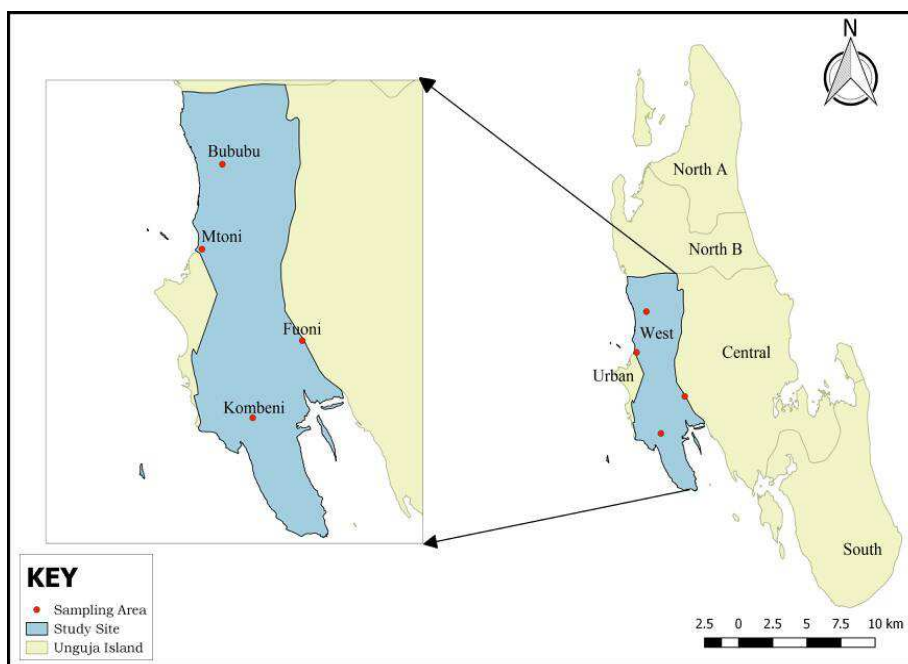 N
North A
Bububu
Mtoni
North B
Fuoni
West
Central
Urban
Kombeni
South
KEY
Sampling Area
Study Site
Unguja Island
2.5 0 2.5 5 7.5 10 km